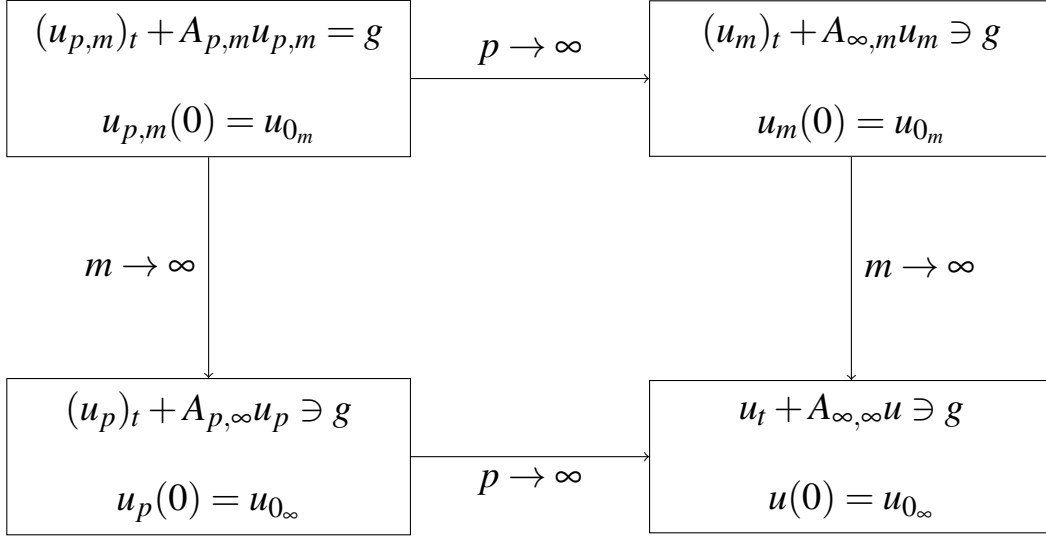 (u_{p,m})_t + A_{p,m}u_{p,m} = g
u_{p,m}(0) = u_{0_m}
p → ∞
(u_m)_t + A_{∞,m}u_m ∋ g
u_m(0) = u_{0_m}
m → ∞
m → ∞
(u_p)_t + A_{p,∞}u_p ∋ g
u_p(0) = u_{0_∞}
p → ∞
u_t + A_{∞,∞}u ∋ g
u(0) = u_{0_∞}